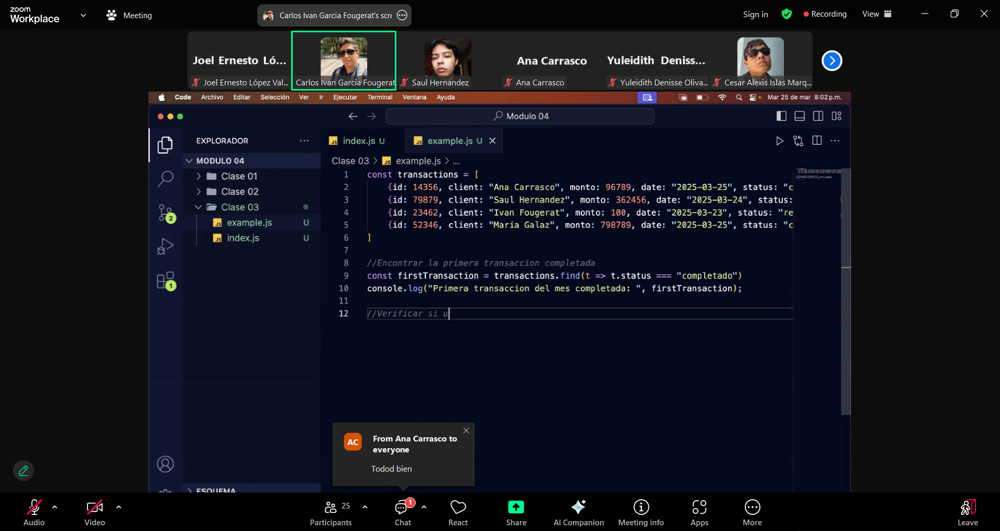 zoom
Workplace
Meeting
Carlos Ivan Garcia Fougerat's scre
Sign in
Recording
View
Joel Ernesto Ló...
Ana Carrasco
Yuleidith Deniss...
Joel Ernesto López Val...
Carlos Ivan Garcia Fougerat
Saul Hernandez
Ana Carrasco
Yuleidith Denisse Oliva...
Cesar Alexis Islas Marq...
Code Archivo Editar Selección Ver Ir Ejecutar Terminal Ventana Ayuda
Mar 25 de mar 8:02 p.m.
Modulo 04
EXPLORADOR
MODULO 04
Clase 01
Clase 02
Clase 03
JS example.js U
JS index.js U
2
1
ESQUEMA
JS index.js U
JS example.js U
Clase 03 > JS example.js > ...
1 const transactions = [
2 {id: 14356, client: "Ana Carrasco", monto: 96789, date: "2025-03-25", status: "c
3 {id: 79879, client: "Saul Hernandez", monto: 362456, date: "2025-03-24", status:
4 {id: 23462, client: "Ivan Fougerat", monto: 100, date: "2025-03-23", status: "re
5 {id: 52346, client: "Maria Galaz", monto: 798789, date: "2025-03-25", status: "c
6 ]
7
8 //Encontrar la primera transaccion completada
9 const firstTransaction = transactions.find(t => t.status === "completado")
10 console.log("Primera transaccion del mes completada: ", firstTransaction);
11
12 //Verificar si u
AC
From Ana Carrasco to
everyone
Todod bien
Audio
Video
25
Participants
1
Chat
React
Share
AI Companion
Meeting info
Apps
More
Leave